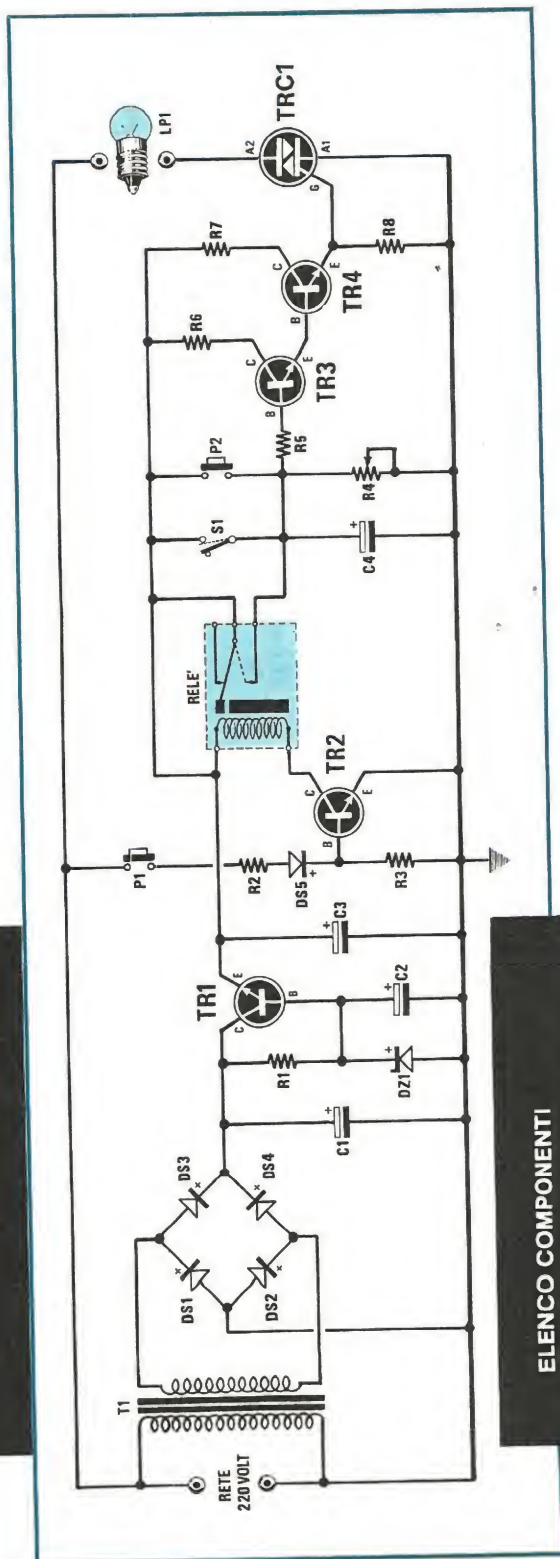 RETE
220 VOLT
T1
DS1
DS3
DS2
DS4
C1
R1
DZ1
C2
TR1
C
E
B
C3
P1
R2
DS5
R3
TR2
B
C
E
RELE'
S1
P2
C4
R4
R5
TR3
B
C
E
R6
TR4
B
C
E
R7
R8
LP1
TRC1
A2
A1
G
ELENCO COMPONENTI